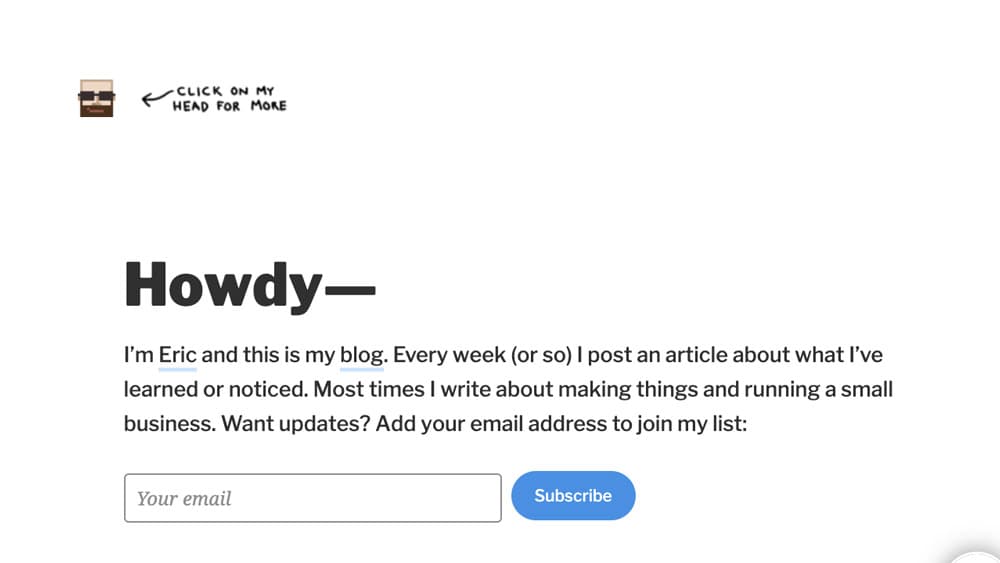 CLICK ON MY
HEAD FOR MORE
Howdy—
I’m Eric and this is my blog. Every week (or so) I post an article about what I’ve
learned or noticed. Most times I write about making things and running a small
business. Want updates? Add your email address to join my list:
Your email
Subscribe